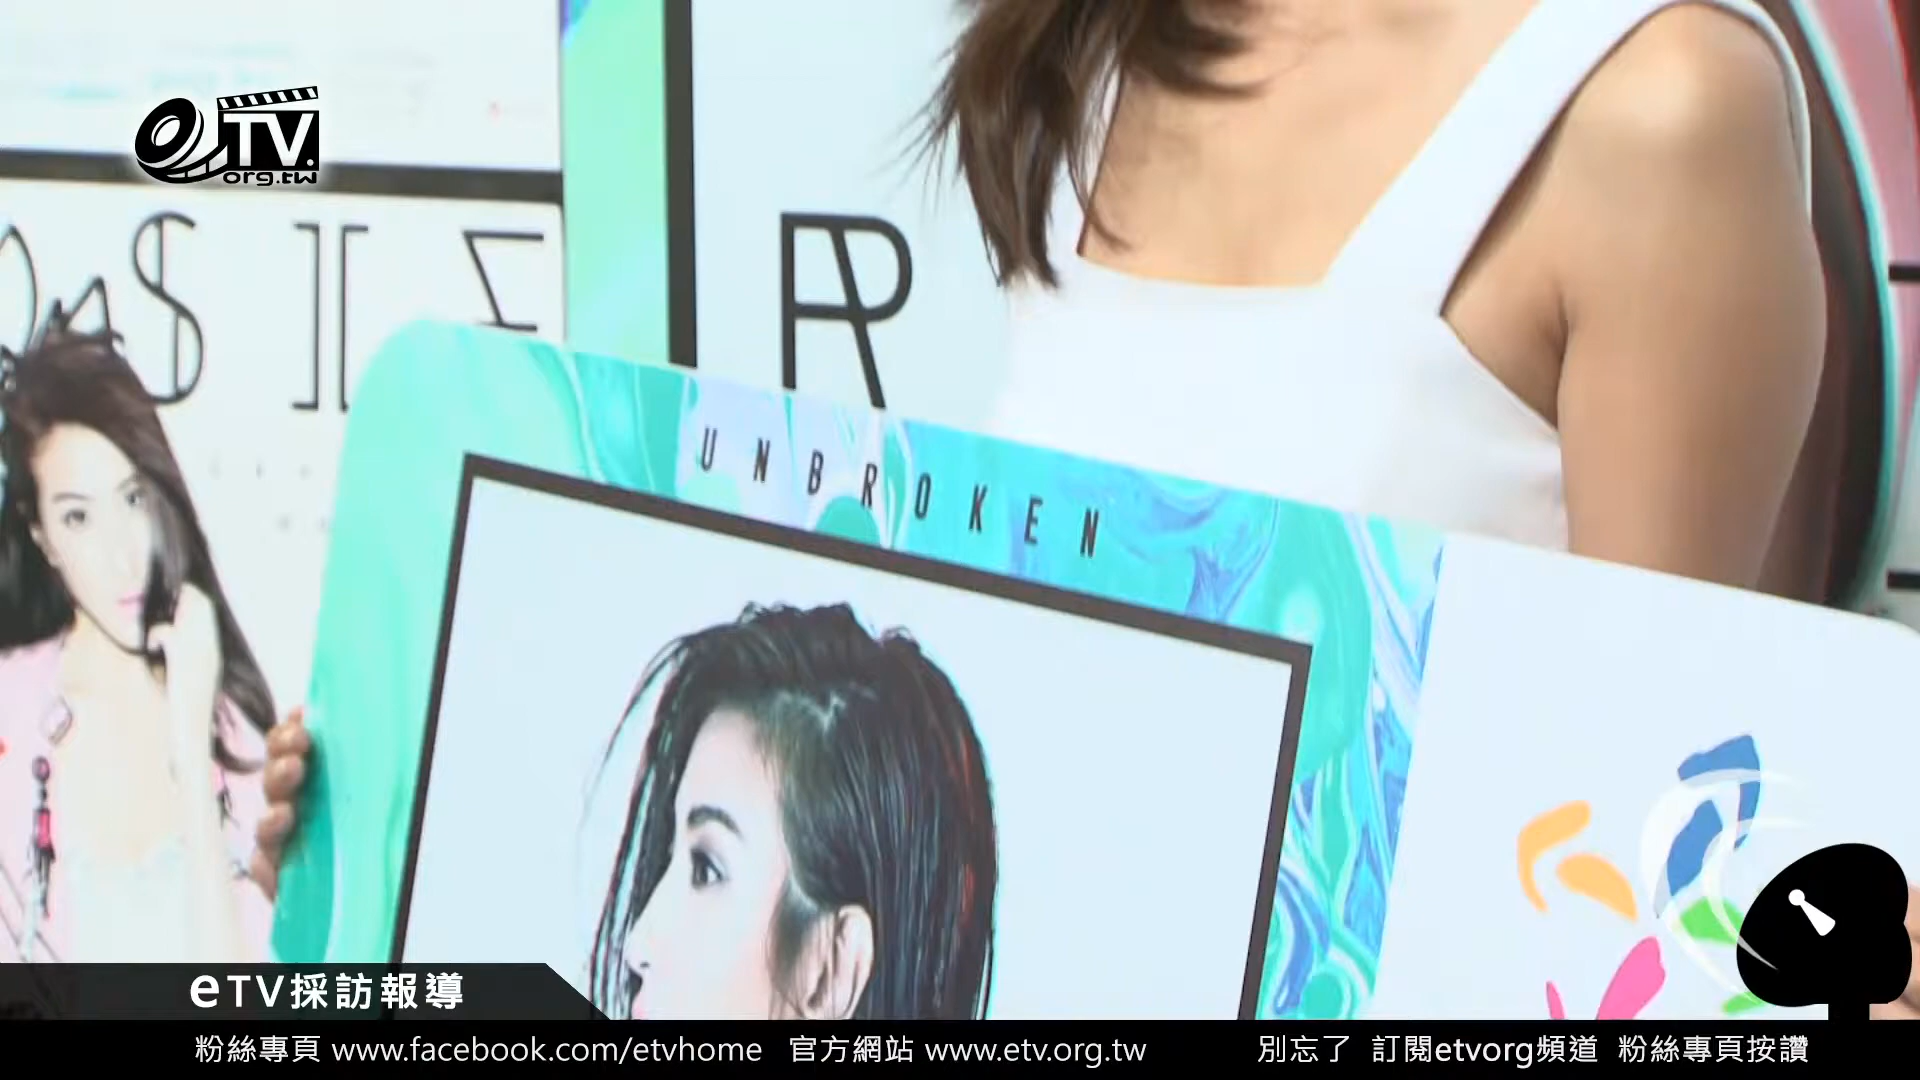 eTV.
org.tw
R
UNBROKEN
eTV採訪報導
粉絲專頁 www.facebook.com/etvhome 官方網站 www.etv.org.tw 別忘了 訂閱etvorg頻道 粉絲專頁按讚